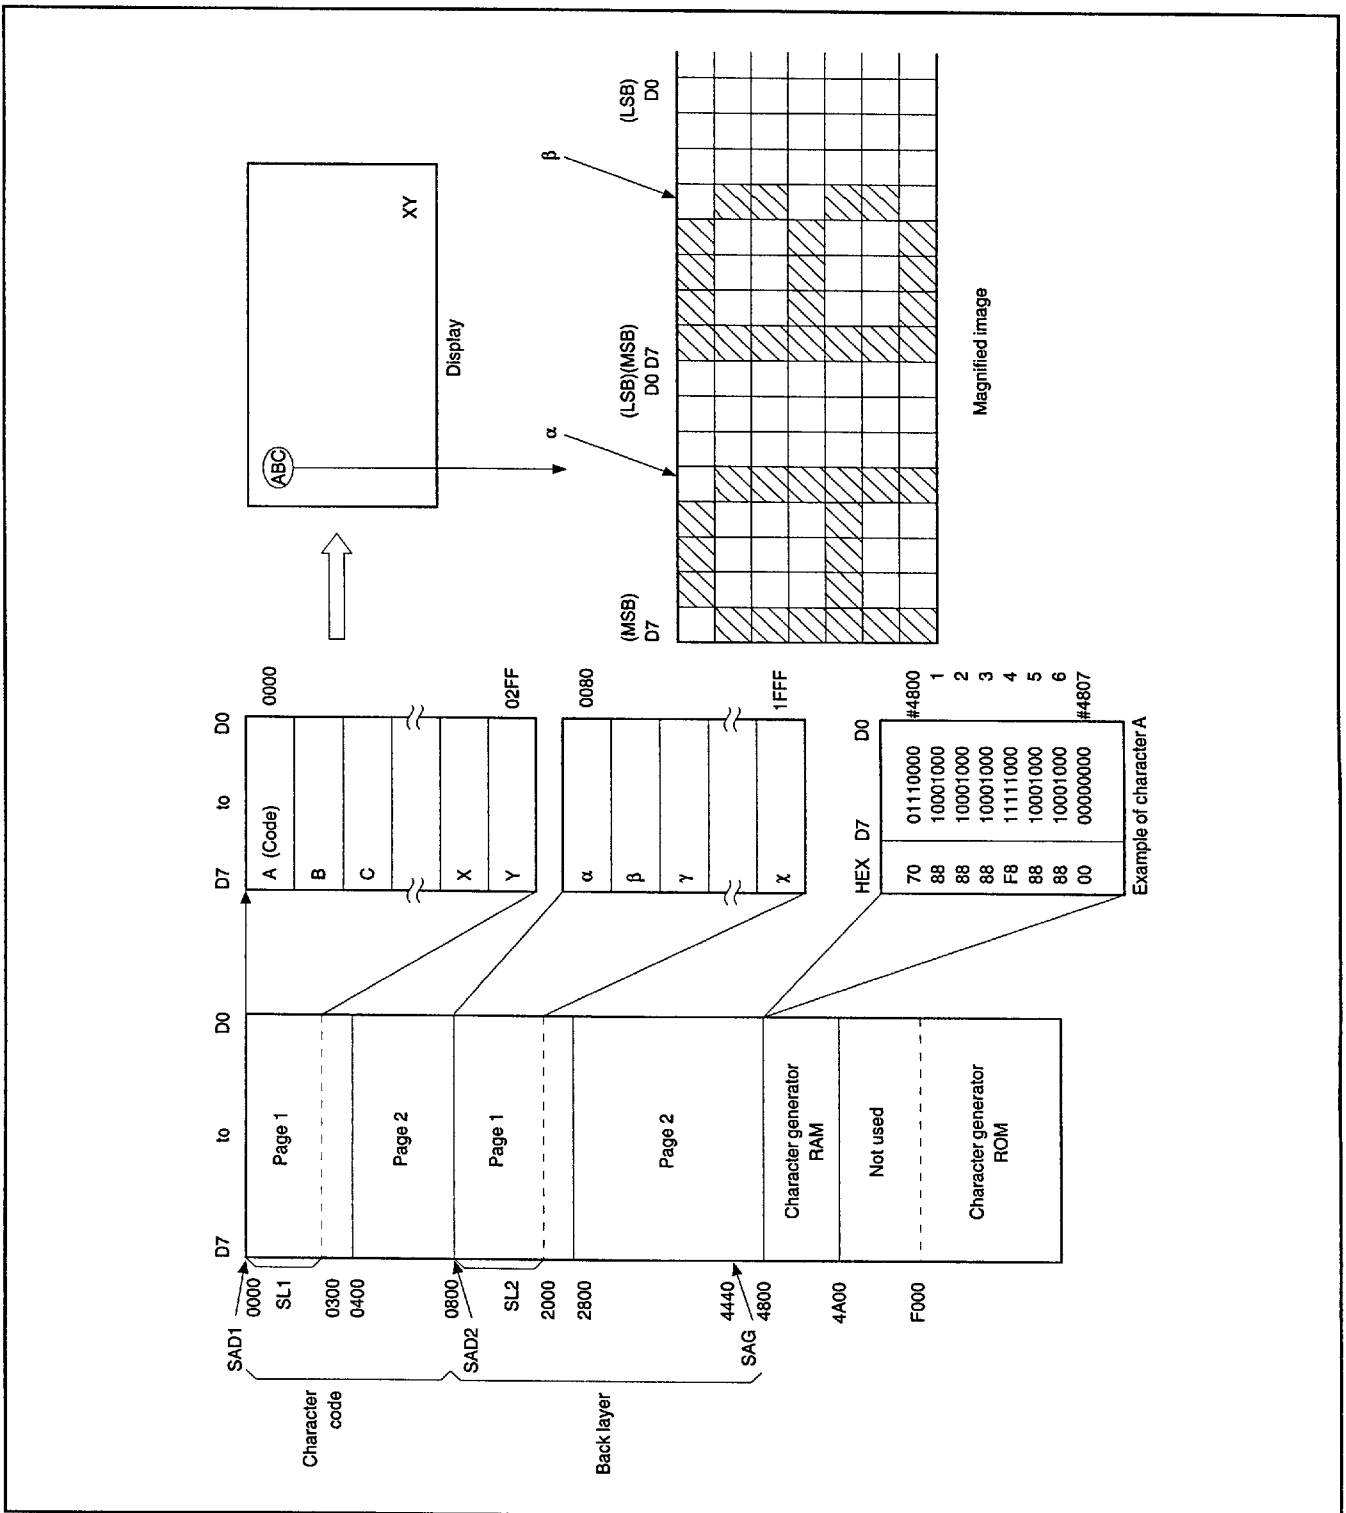 SAD1
0000
SL1
0300
0400
0800
SAD2
SL2
2000
2800
4440
SAG
4800
4A00
F000
Character
code
Back layer
D7 to D0
Page 1
Page 2
Page 1
Page 2
Character generator
RAM
Not used
Character generator
ROM
D7 to D0
A (Code) 0000
B
C
X
Y 02FF
α 0080
β
γ
χ 1FFF
HEX D7 D0
70 01110000 #4800
88 10001000 1
88 10001000 2
88 10001000 3
F8 11111000 4
88 10001000 5
88 10001000 6
00 00000000 #4807
Example of character A
ABC
XY
Display
α
β
(MSB) (LSB)(MSB) (LSB)
D7 D0 D7 D0
Magnified image